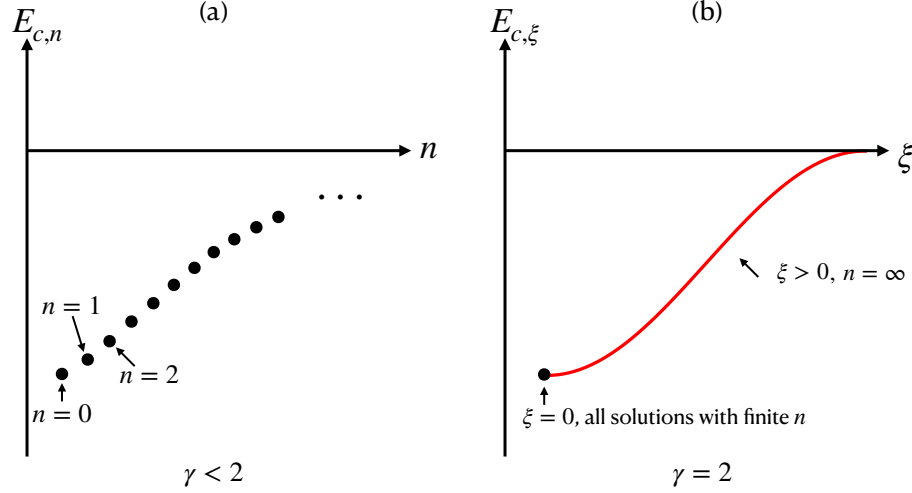 (a)
E_{c,n}
n
. . .
n = 1
n = 2
n = 0
γ < 2
(b)
E_{c,ξ}
ξ
ξ > 0, n = ∞
ξ = 0, all solutions with finite n
γ = 2